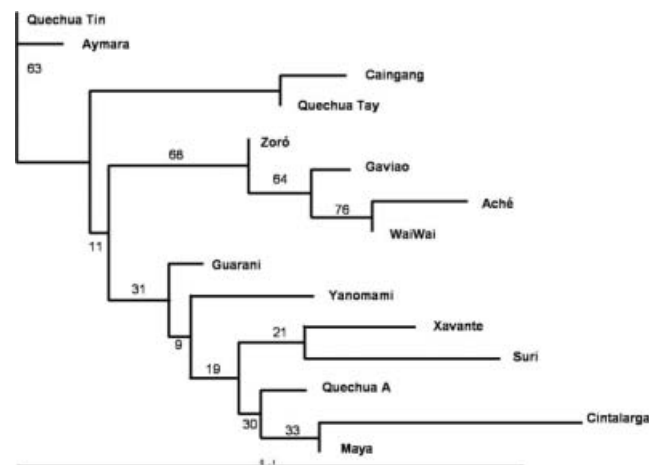 Quechua Tin
Aymara
63
Caingang
Quechua Tay
Zoró
66
Gaviao
64
Aché
76
WaiWai
11
Guarani
31
Yanomami
9
Xavante
21
Suri
19
Quechua A
30
Cintalarga
33
Maya